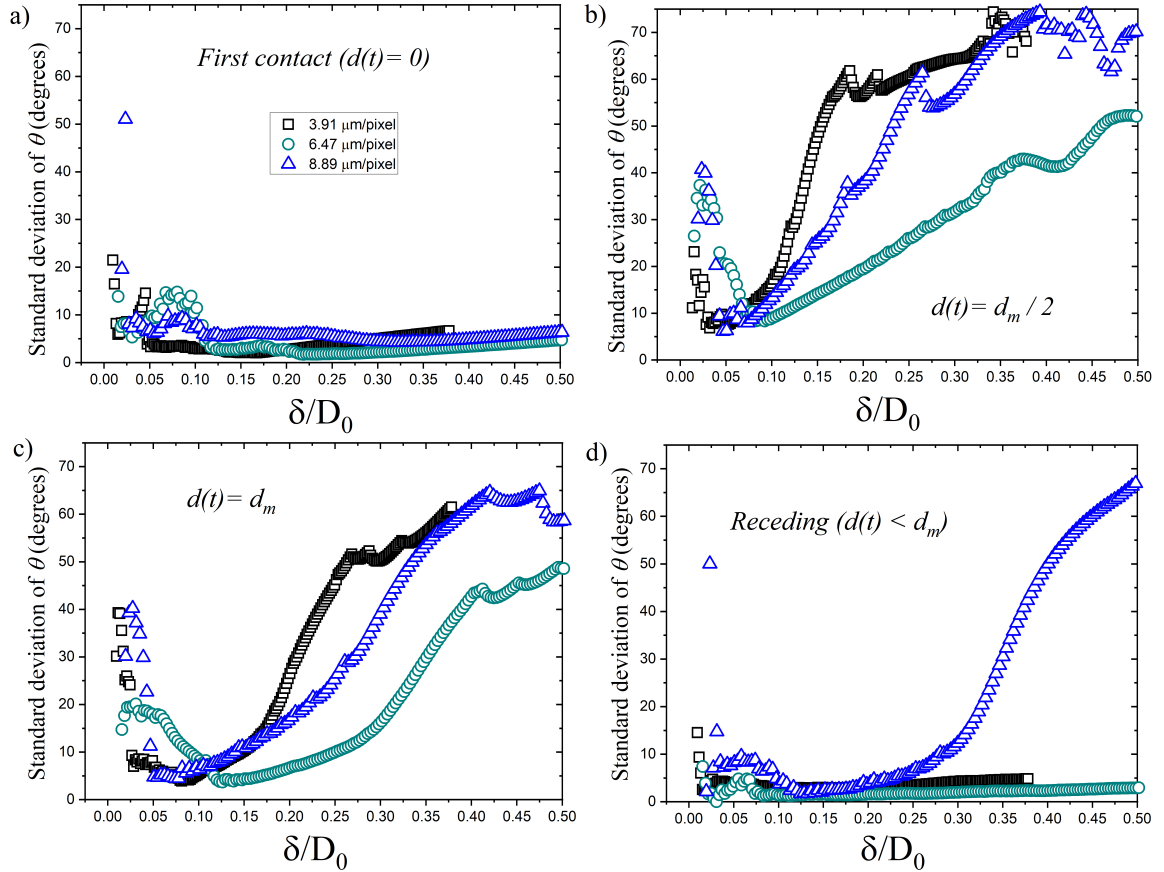 a)
First contact (d(t) = 0)
3.91 μm/pixel
6.47 μm/pixel
8.89 μm/pixel
Standard deviation of θ (degrees)
0
10
20
30
40
50
60
70
0.00 0.05 0.10 0.15 0.20 0.25 0.30 0.35 0.40 0.45 0.50
δ/D₀
b)
d(t) = dₘ / 2
Standard deviation of θ (degrees)
0
10
20
30
40
50
60
70
0.00 0.05 0.10 0.15 0.20 0.25 0.30 0.35 0.40 0.45 0.50
δ/D₀
c)
d(t) = dₘ
Standard deviation of θ (degrees)
0
10
20
30
40
50
60
70
0.00 0.05 0.10 0.15 0.20 0.25 0.30 0.35 0.40 0.45 0.50
δ/D₀
d)
Receding (d(t) < dₘ)
Standard deviation of θ (degrees)
0
10
20
30
40
50
60
70
0.00 0.05 0.10 0.15 0.20 0.25 0.30 0.35 0.40 0.45 0.50
δ/D₀